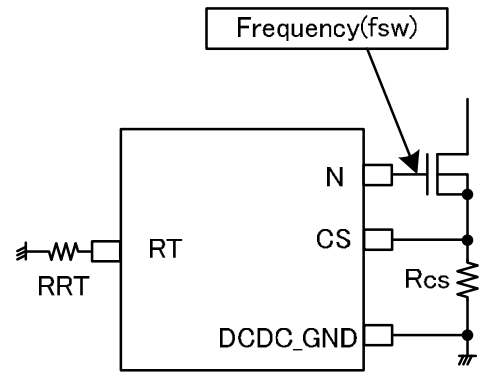 Frequency(fsw)
N
RT
CS
RRT
Rcs
DCDC_GND